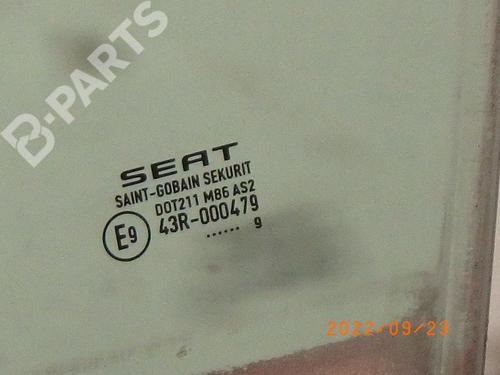 B-PARTS
SEAT
SAINT-GOBAIN SEKURIT
DOT211 M86 AS2
E9 43R-000479
...... 9
2022/09/23